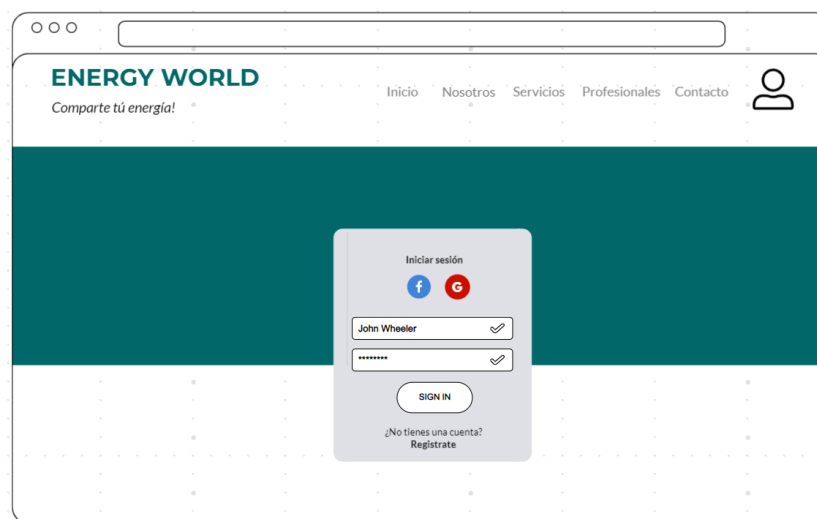 ENERGY WORLD
Comparte tú energía!
Inicio Nosotros Servicios Profesionales Contacto
Iniciar sesión
f G
John Wheeler
********
SIGN IN
¿No tienes una cuenta?
Registrate